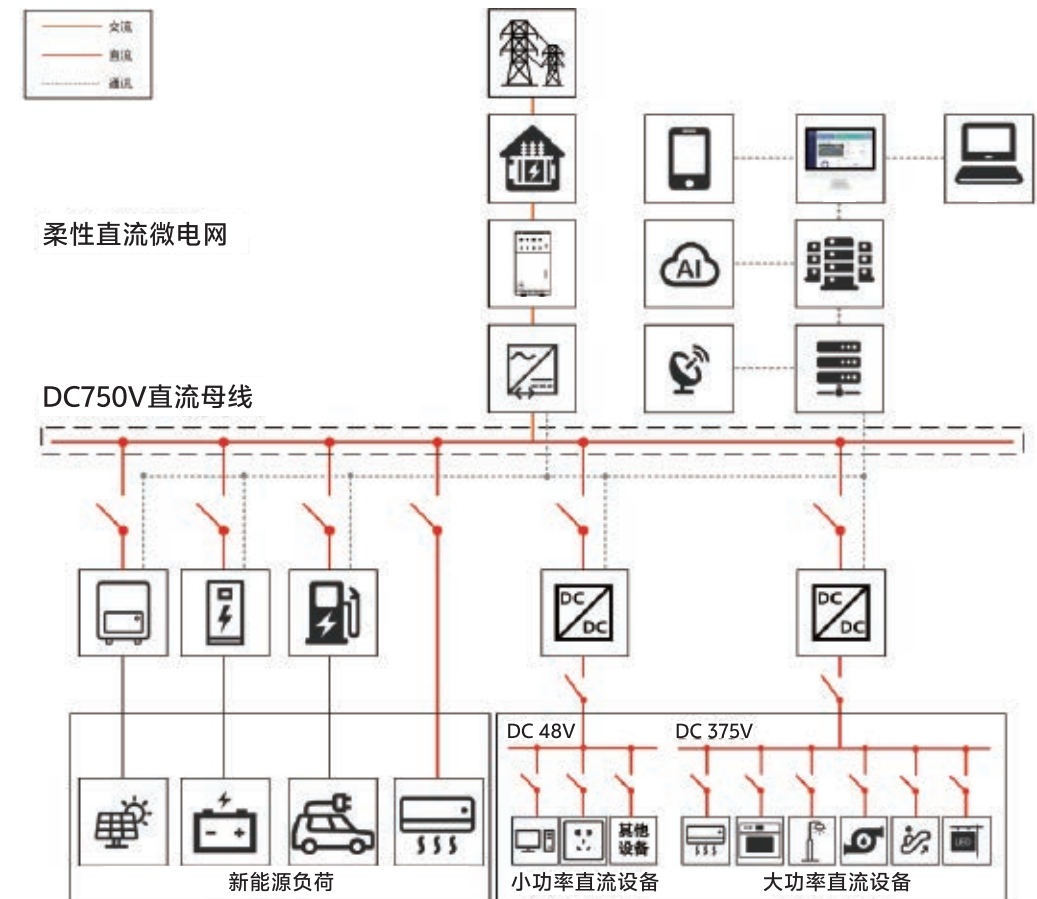 交流
直流
通讯
柔性直流微电网
AI
DC750V直流母线
DC
DC
DC
DC
DC 48V
DC 375V
其他
设备
LED
新能源负荷
小功率直流设备
大功率直流设备